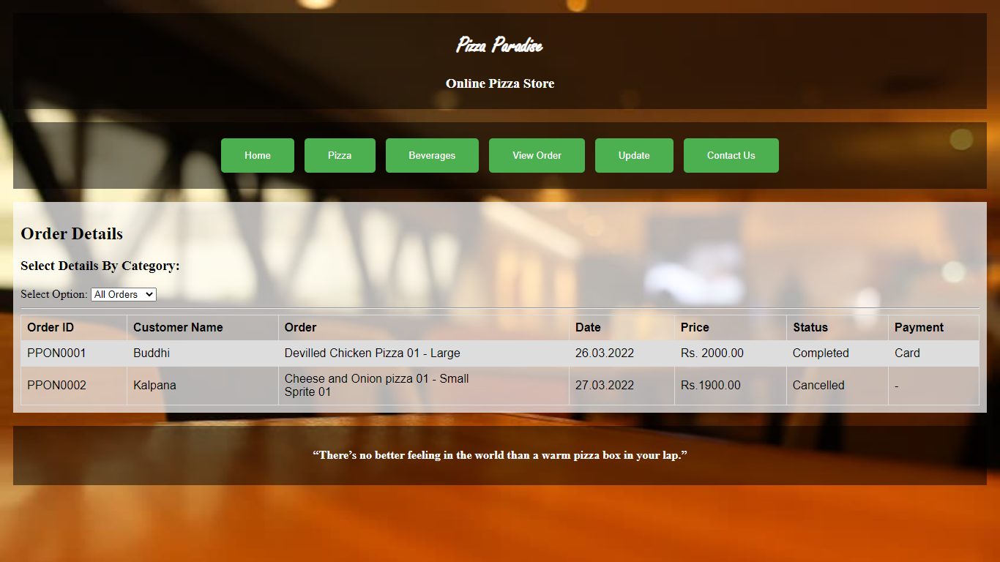 Pizza Paradise
Online Pizza Store
Home Pizza Beverages View Order Update Contact Us
Order Details
Select Details By Category:
Select Option: All Orders
Order ID Customer Name Order Date Price Status Payment
PPON0001 Buddhi Devilled Chicken Pizza 01 - Large 26.03.2022 Rs. 2000.00 Completed Card
PPON0002 Kalpana Cheese and Onion pizza 01 - Small 27.03.2022 Rs.1900.00 Cancelled -
Sprite 01
“There’s no better feeling in the world than a warm pizza box in your lap.”